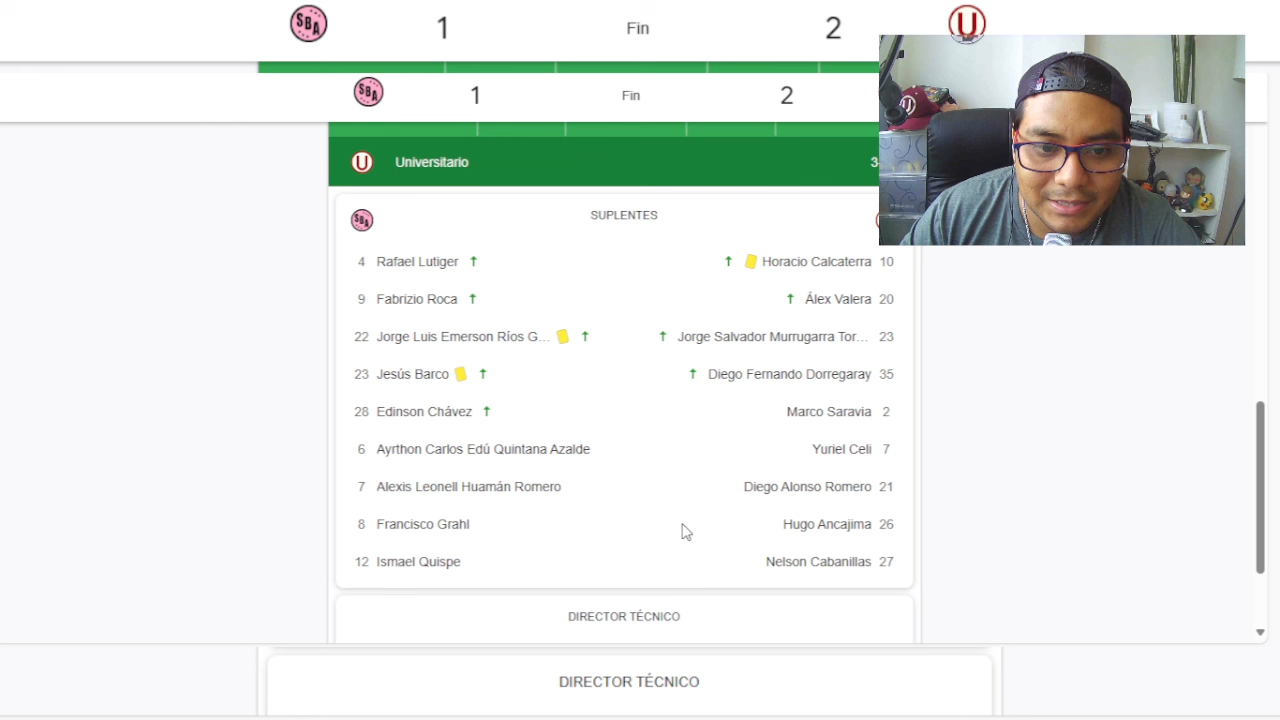 SBA 1 Fin 2 U
SBA 1 Fin 2
U Universitario 3
SBA SUPLENTES
4 Rafael Lutiger ↑ ↑ Horacio Calcaterra 10
9 Fabrizio Roca ↑ ↑ Álex Valera 20
22 Jorge Luis Emerson Ríos G... ↑ ↑ Jorge Salvador Murrugarra Tor... 23
23 Jesús Barco ↑ ↑ Diego Fernando Dorregaray 35
28 Edinson Chávez ↑ Marco Saravia 2
6 Ayrthon Carlos Edú Quintana Azalde Yuriel Celi 7
7 Alexis Leonell Huamán Romero Diego Alonso Romero 21
8 Francisco Grahl Hugo Ancajima 26
12 Ismael Quispe Nelson Cabanillas 27
DIRECTOR TÉCNICO
DIRECTOR TÉCNICO